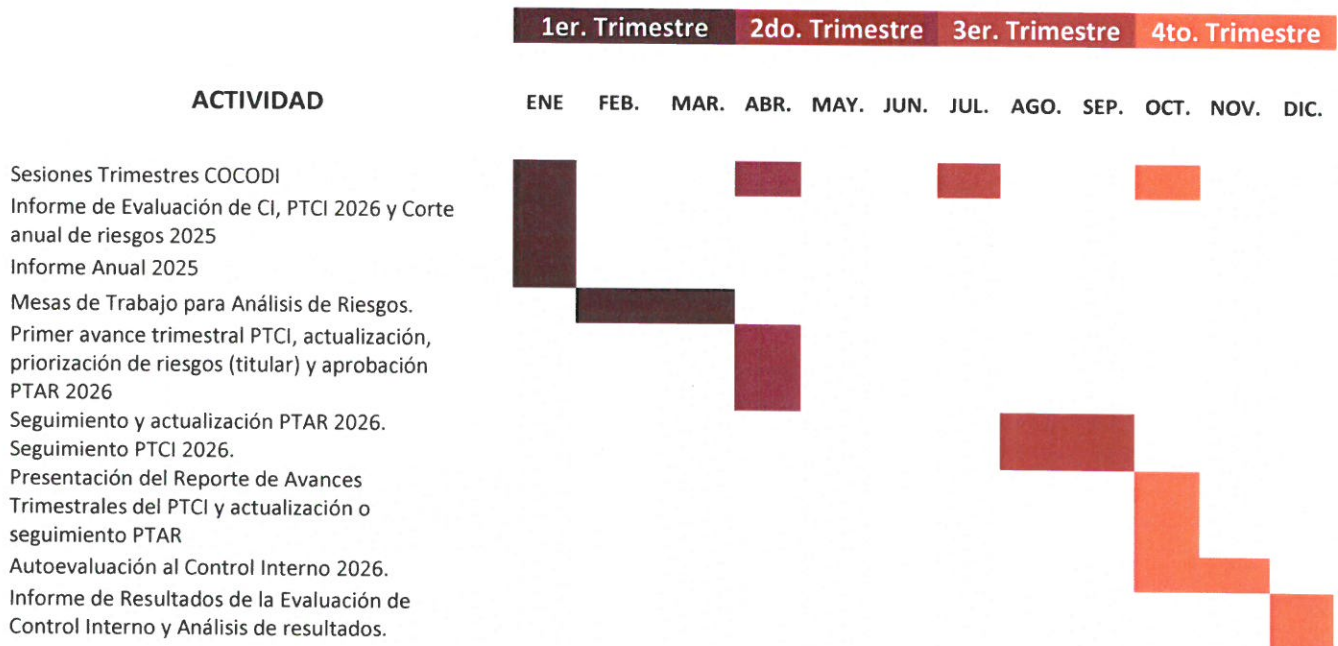 1er. Trimestre 2do. Trimestre 3er. Trimestre 4to. Trimestre
ACTIVIDAD ENE FEB. MAR. ABR. MAY. JUN. JUL. AGO. SEP. OCT. NOV. DIC.
Sesiones Trimestres COCODI
Informe de Evaluación de CI, PTCI 2026 y Corte
anual de riesgos 2025
Informe Anual 2025
Mesas de Trabajo para Análisis de Riesgos.
Primer avance trimestral PTCI, actualización,
priorización de riesgos (titular) y aprobación
PTAR 2026
Seguimiento y actualización PTAR 2026.
Seguimiento PTCI 2026.
Presentación del Reporte de Avances
Trimestrales del PTCI y actualización o
seguimiento PTAR
Autoevaluación al Control Interno 2026.
Informe de Resultados de la Evaluación de
Control Interno y Análisis de resultados.